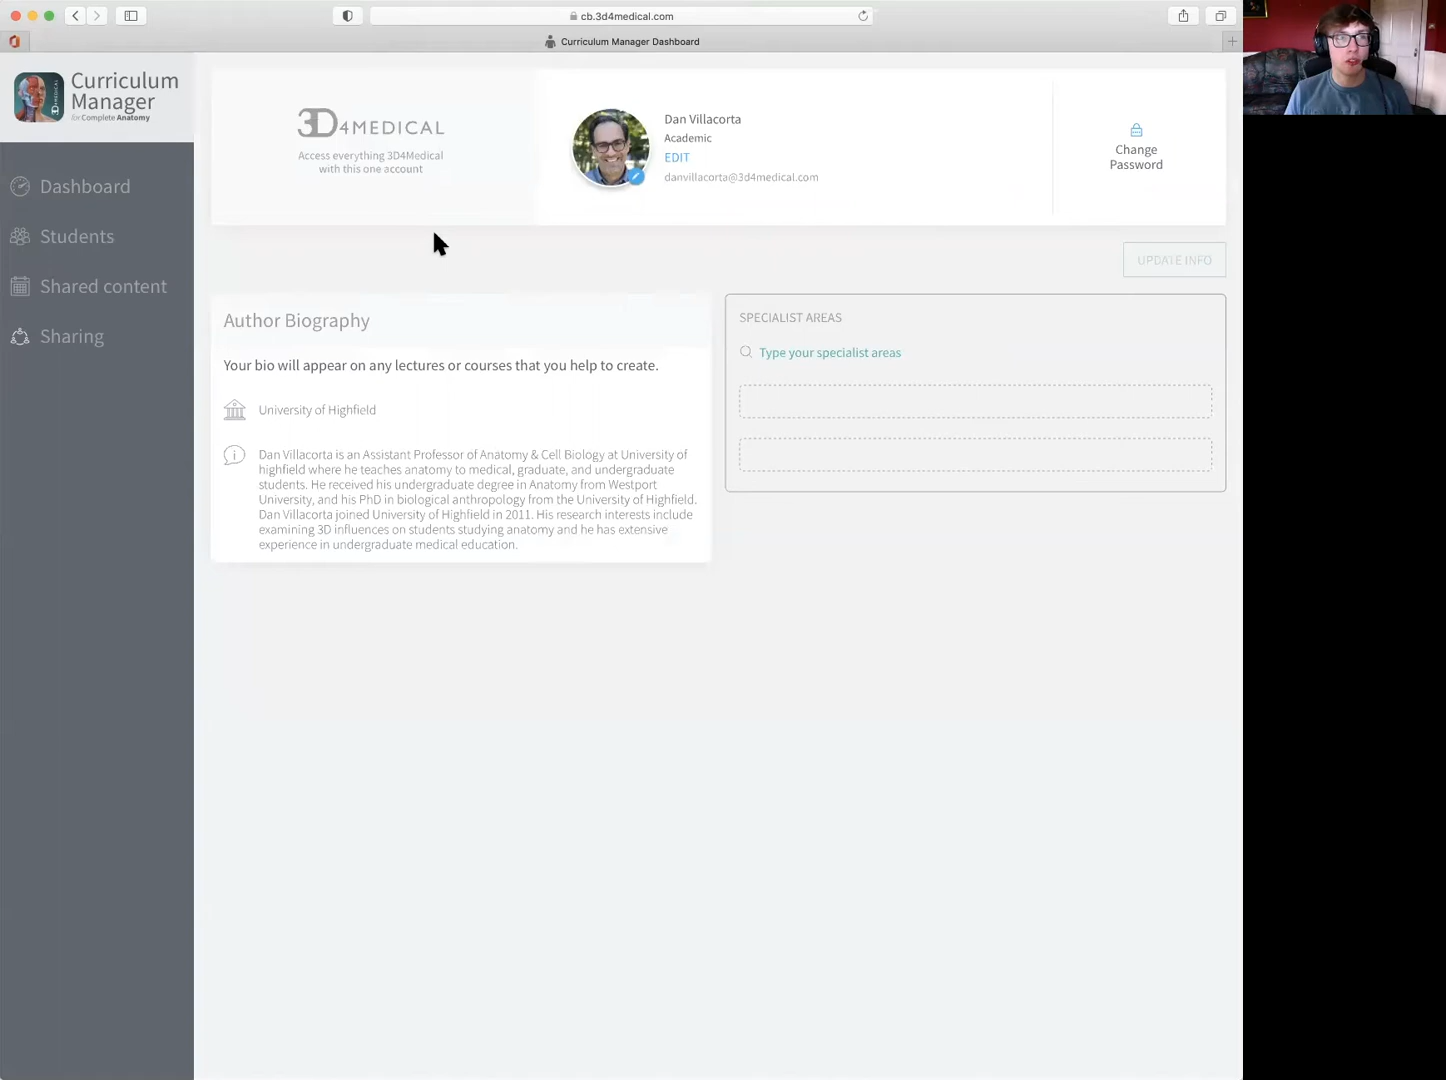 cb.3d4medical.com
Curriculum Manager Dashboard
Curriculum
Manager
for Complete Anatomy
Dashboard
Students
Shared content
Sharing
3D4MEDICAL
Access everything 3D4Medical
with this one account
Dan Villacorta
Academic
EDIT
danvillacorta@3d4medical.com
Change
Password
UPDATE INFO
Author Biography
Your bio will appear on any lectures or courses that you help to create.
University of Highfield
Dan Villacorta is an Assistant Professor of Anatomy & Cell Biology at University of
highfield where he teaches anatomy to medical, graduate, and undergraduate
students. He received his undergraduate degree in Anatomy from Westport
University, and his PhD in biological anthropology from the University of Highfield.
Dan Villacorta joined University of Highfield in 2011. His research interests include
examining 3D influences on students studying anatomy and he has extensive
experience in undergraduate medical education.
SPECIALIST AREAS
Type your specialist areas